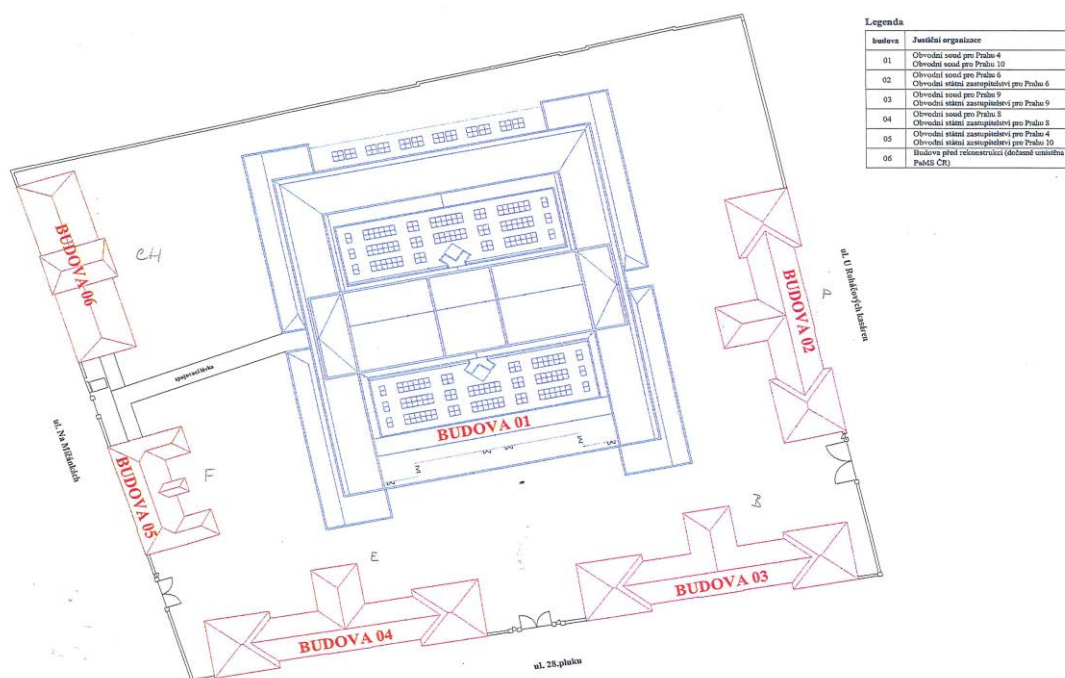 Legenda
budova Justiční organizace
01 Obvodní soud pro Prahu 4
Obvodní soud pro Prahu 10
02 Obvodní soud pro Prahu 6
Obvodní státní zastupitelství pro Prahu 6
03 Obvodní soud pro Prahu 9
Obvodní státní zastupitelství pro Prahu 9
04 Obvodní soud pro Prahu 8
Obvodní státní zastupitelství pro Prahu 8
05 Obvodní státní zastupitelství pro Prahu 4
Obvodní státní zastupitelství pro Prahu 10
06 Budova před rekonstrukcí (dočasně umístěna
PaMS ČR)
BUDOVA 06
CH
BUDOVA 02
a
ul. U Roháčových kasáren
spojovací lávka
BUDOVA 01
ul. Na Míčánkách
BUDOVA 05
F
B
E
BUDOVA 03
BUDOVA 04
ul. 28.pluku